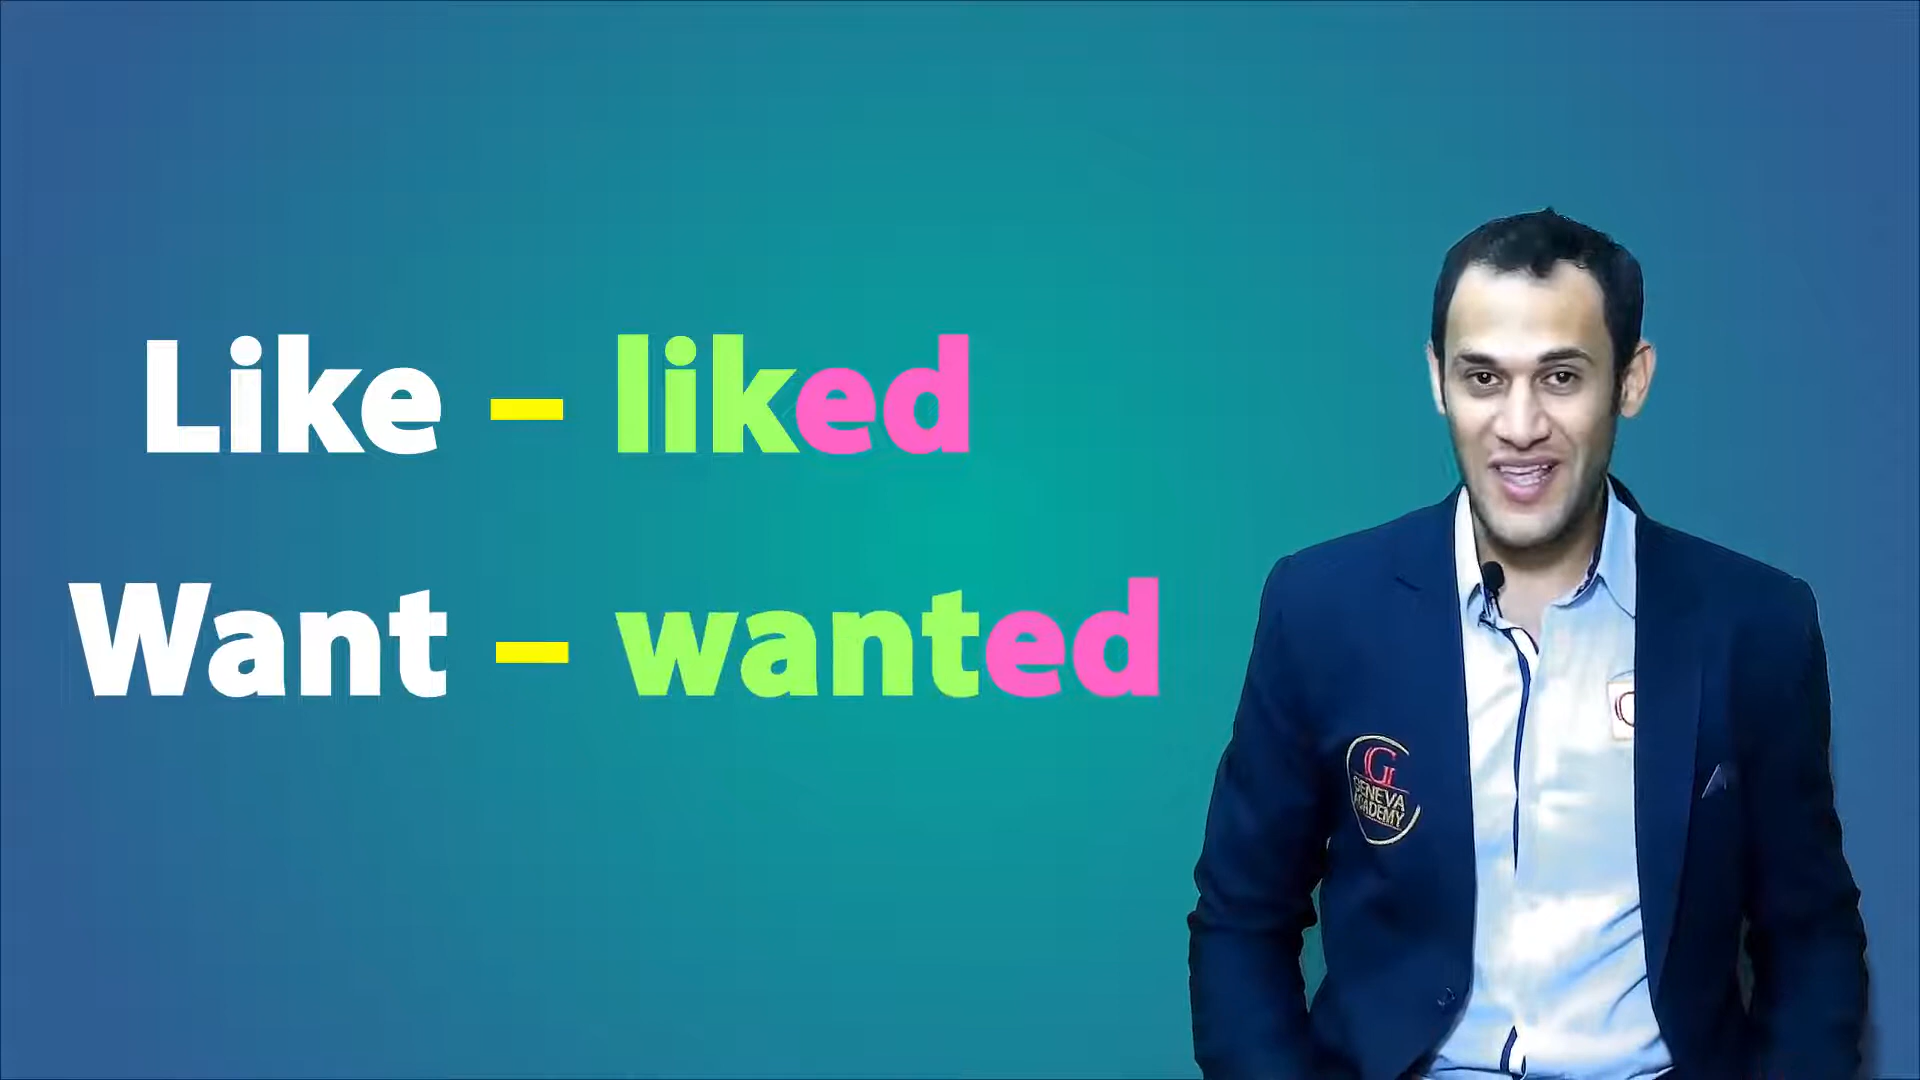 Like – liked
Want – wanted
G
GENEVA
ACADEMY